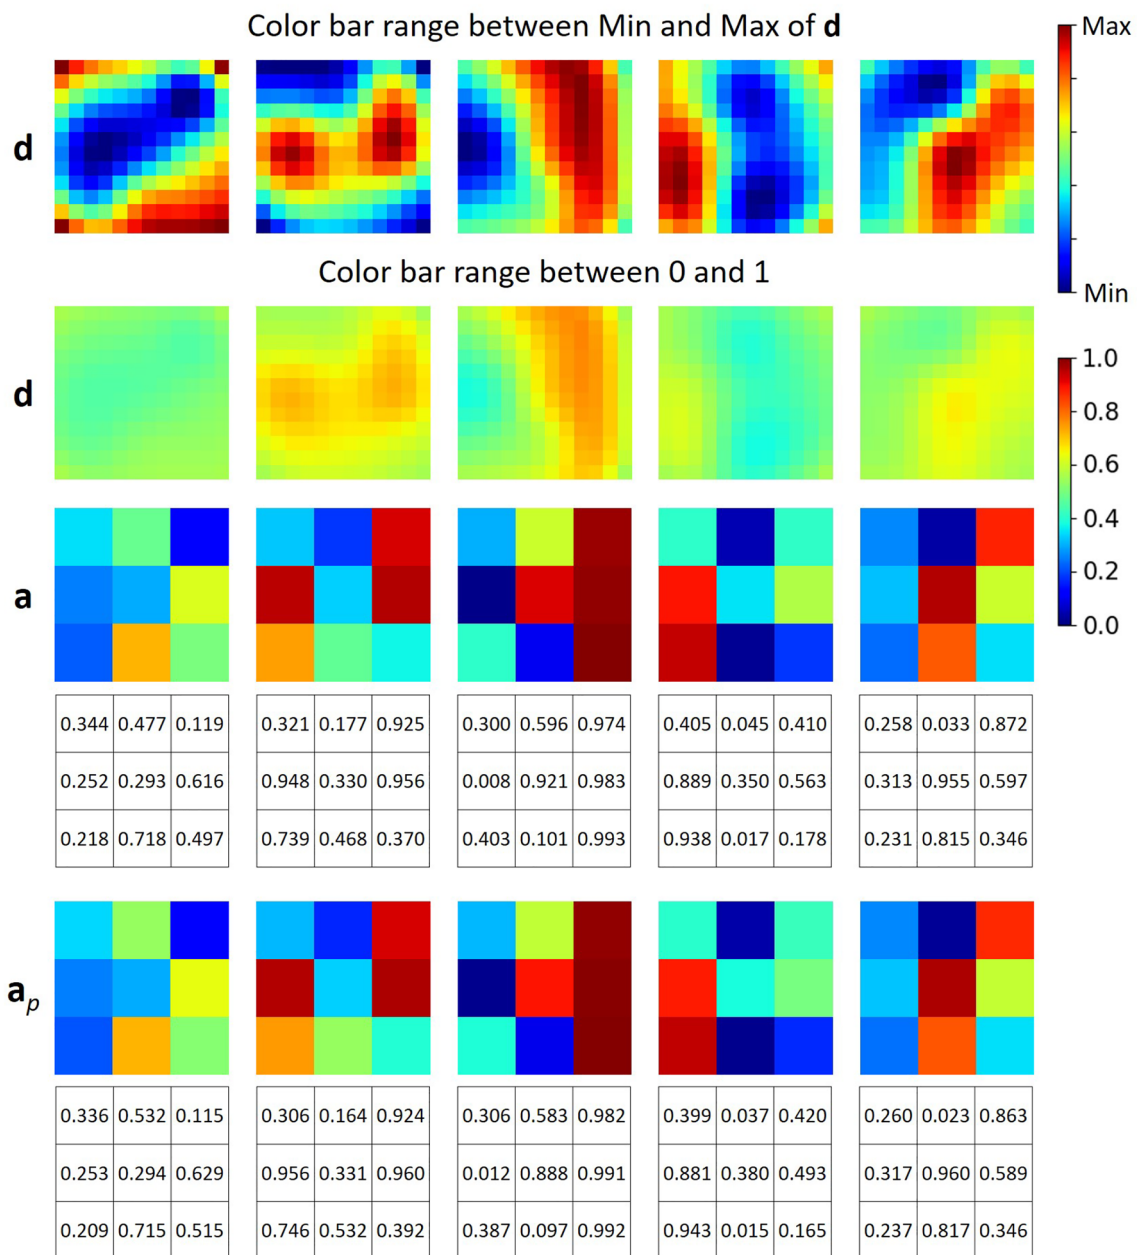 Color bar range between Min and Max of d
Max
d
Min
Color bar range between 0 and 1
d
1.0
0.8
0.6
0.4
0.2
0.0
a
0.344 0.477 0.119 0.321 0.177 0.925 0.300 0.596 0.974 0.405 0.045 0.410 0.258 0.033 0.872
0.252 0.293 0.616 0.948 0.330 0.956 0.008 0.921 0.983 0.889 0.350 0.563 0.313 0.955 0.597
0.218 0.718 0.497 0.739 0.468 0.370 0.403 0.101 0.993 0.938 0.017 0.178 0.231 0.815 0.346
ap
0.336 0.532 0.115 0.306 0.164 0.924 0.306 0.583 0.982 0.399 0.037 0.420 0.260 0.023 0.863
0.253 0.294 0.629 0.956 0.331 0.960 0.012 0.888 0.991 0.881 0.380 0.493 0.317 0.960 0.589
0.209 0.715 0.515 0.746 0.532 0.392 0.387 0.097 0.992 0.943 0.015 0.165 0.237 0.817 0.346